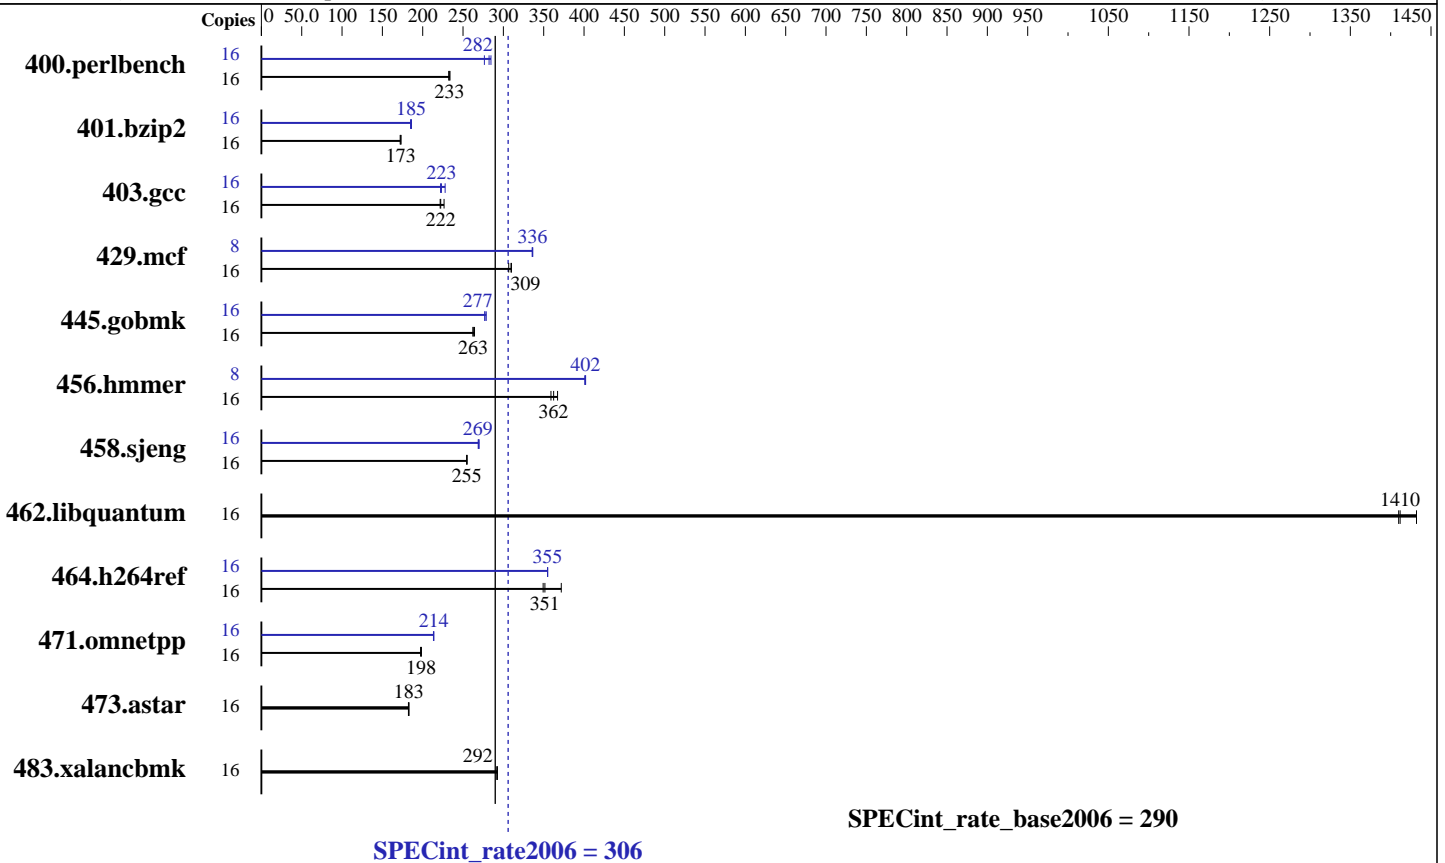 Copies 0 50.0 100 150 200 250 300 350 400 450 500 550 600 650 700 750 800 850 900 950 1050 1150 1250 1350 1450
400.perlbench 16 282
16 233
401.bzip2 16 185
16 173
403.gcc 16 223
16 222
429.mcf 8 336
16 309
445.gobmk 16 277
16 263
456.hmmer 8 402
16 362
458.sjeng 16 269
16 255
462.libquantum 16 1410
464.h264ref 16 355
16 351
471.omnetpp 16 214
16 198
473.astar 16 183
483.xalancbmk 16 292
SPECint_rate_base2006 = 290
SPECint_rate2006 = 306